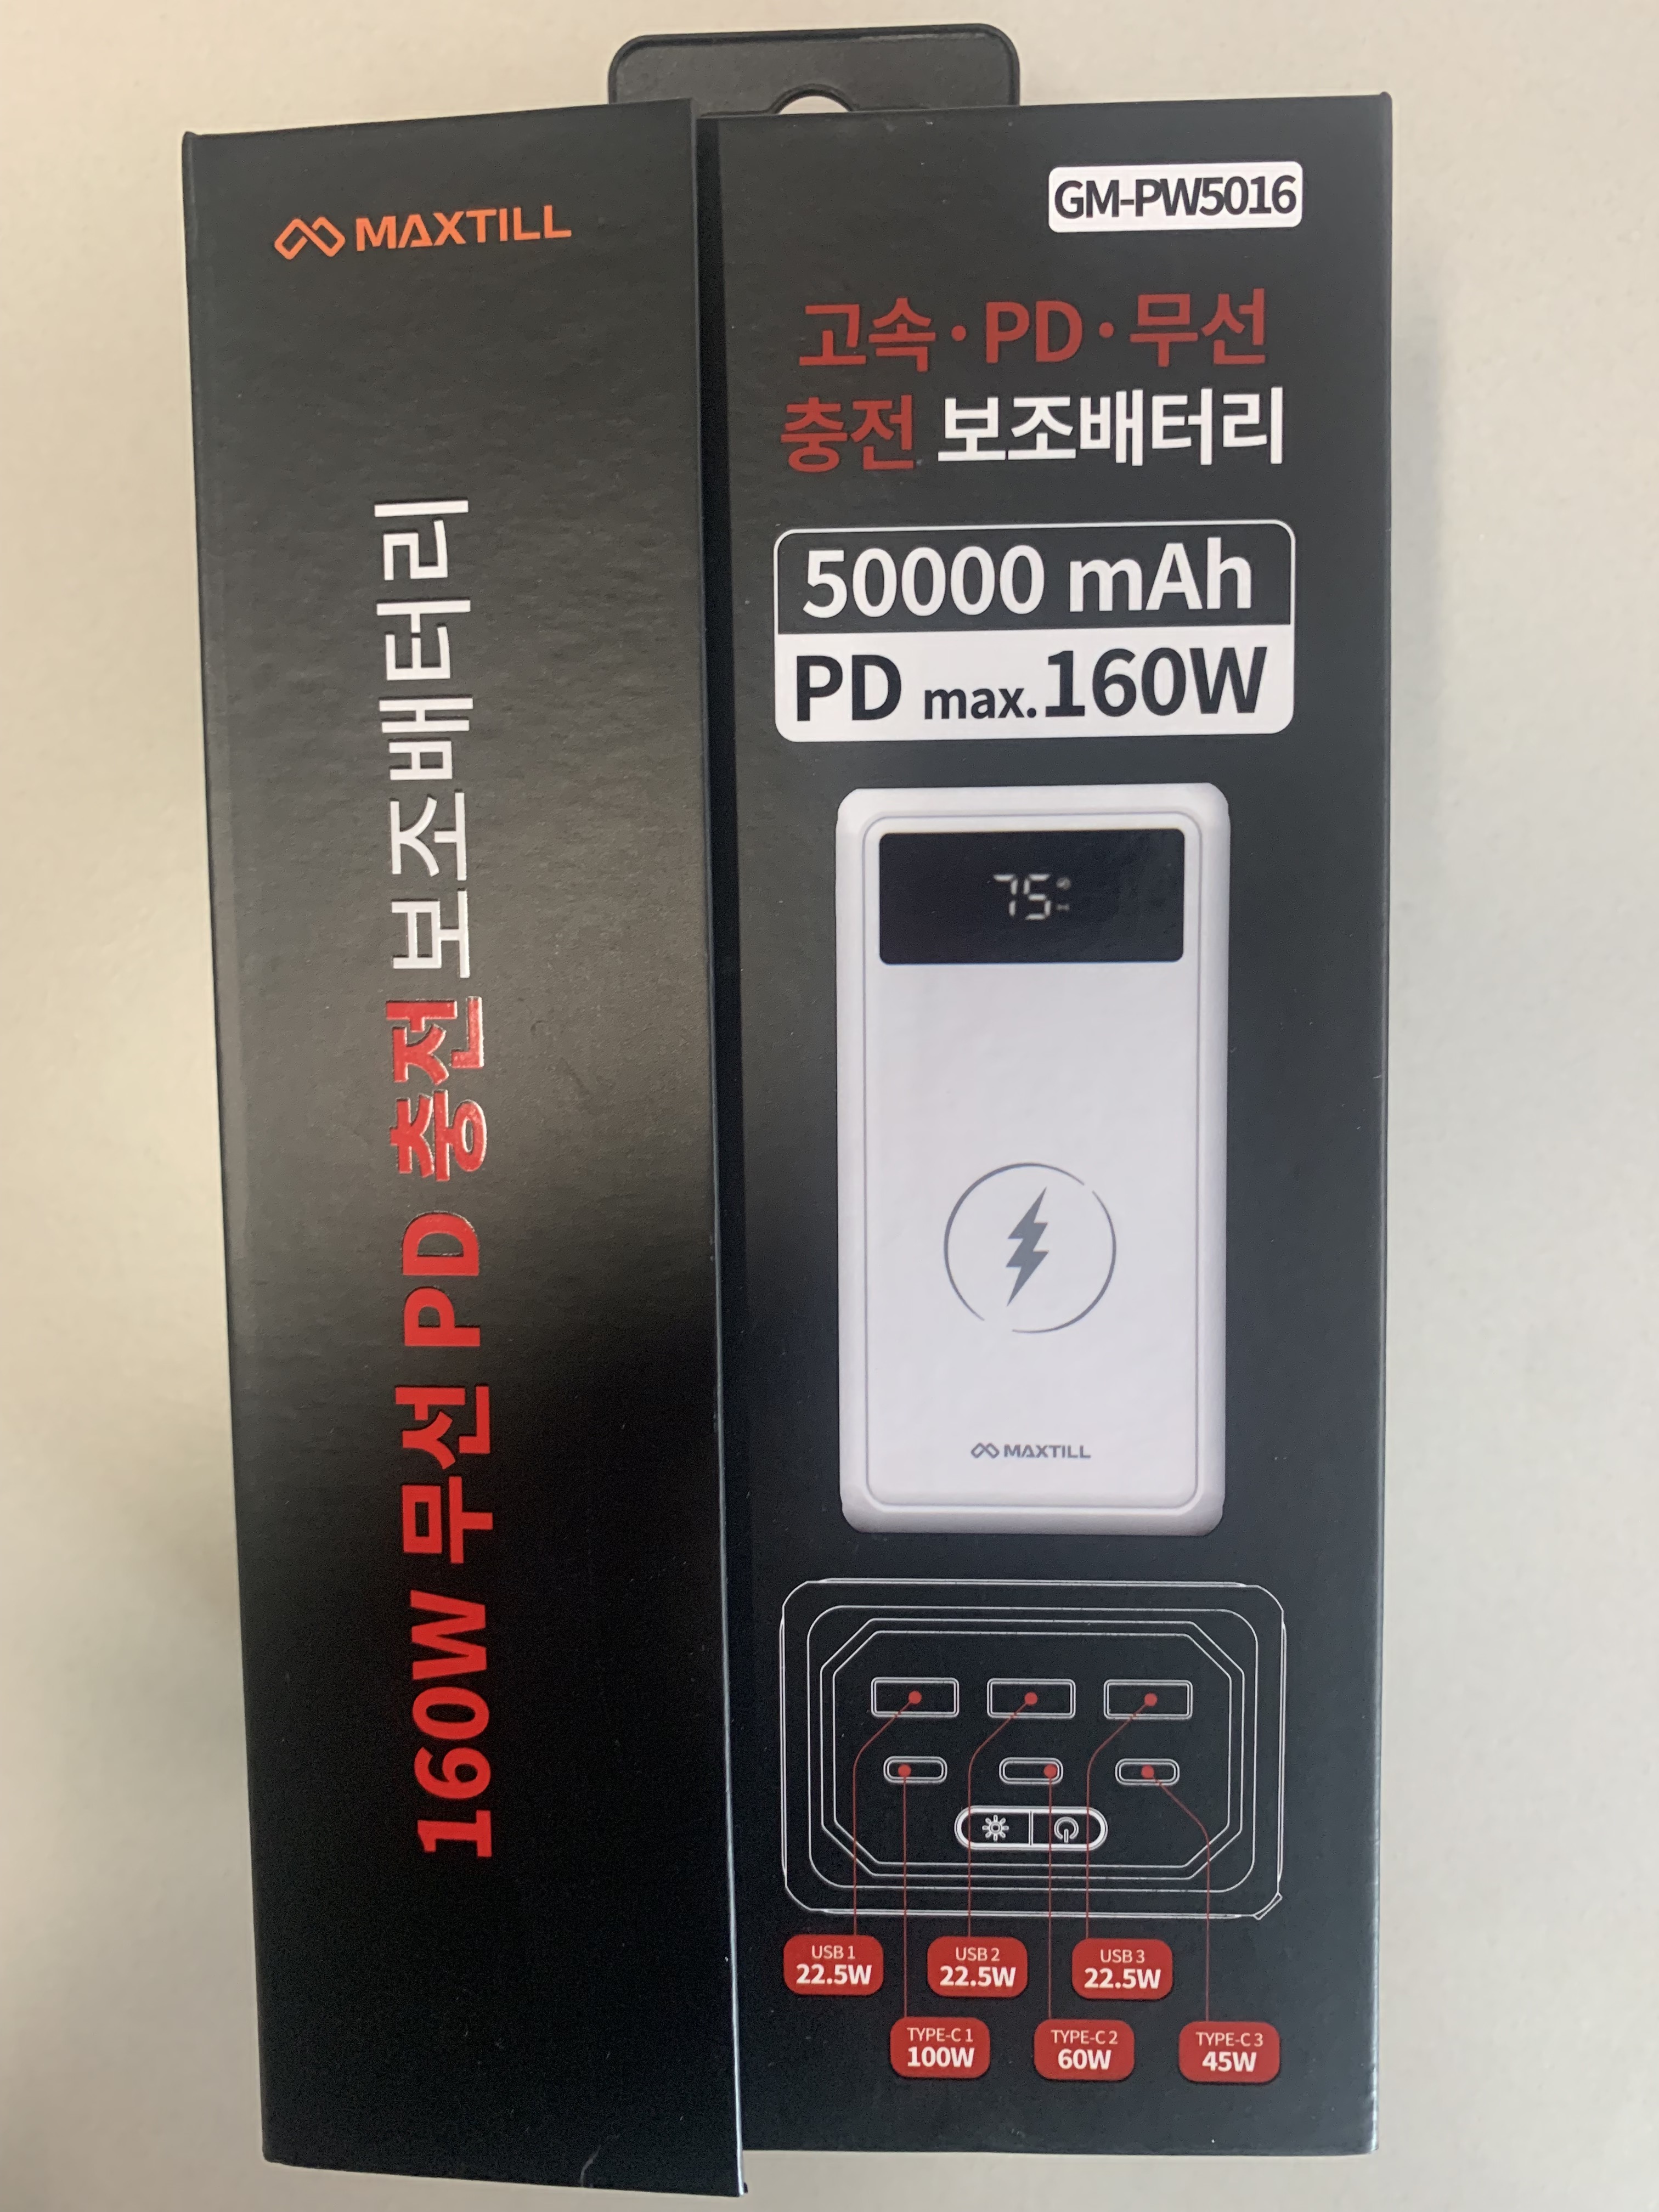 MAXTILL
160W 무선 PD 충전 보조배터리
GM-PW5016
고속·PD·무선
충전 보조배터리
50000 mAh
PD max.160W
75
MAXTILL
USB 1
22.5W
USB 2
22.5W
USB 3
22.5W
TYPE-C 1
100W
TYPE-C 2
60W
TYPE-C 3
45W